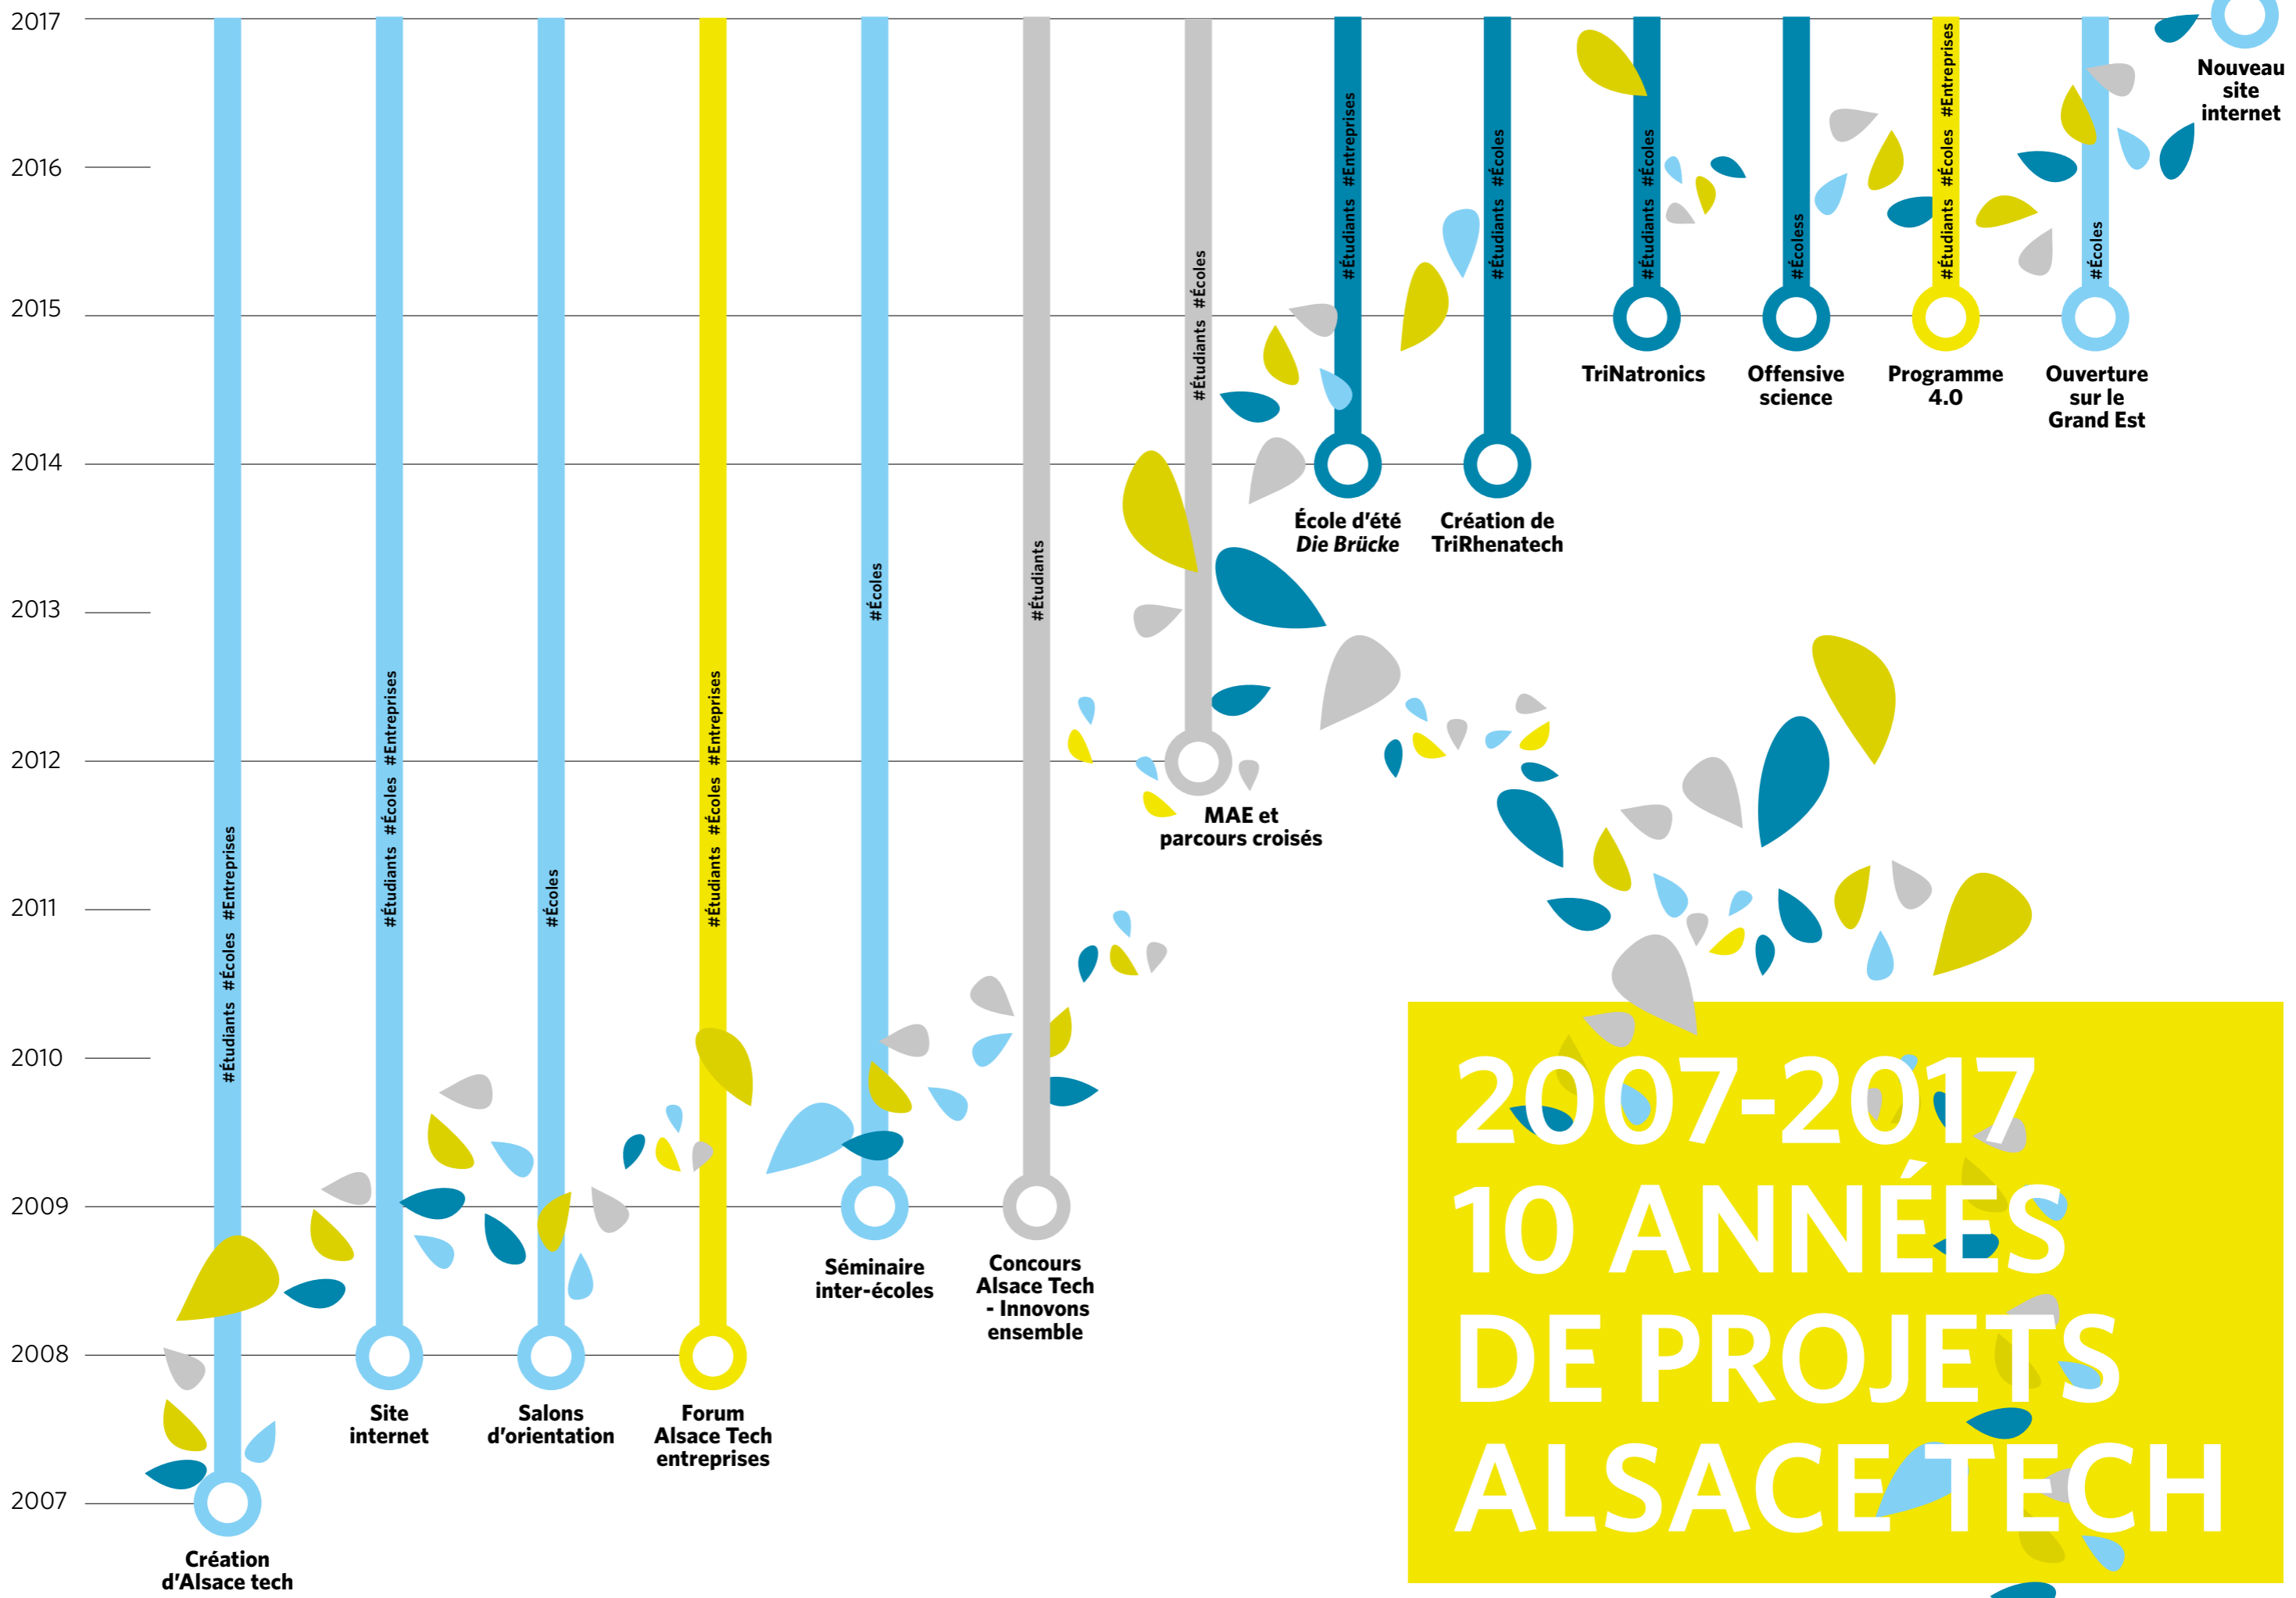 2017
2016
2015
2014
2013
2012
2011
2010
2009
2008
2007
#Étudiants #Écoles #Entreprises
Création
d'Alsace tech
#Étudiants #Écoles #Entreprises
Site
internet
#Écoles
Salons
d'orientation
#Étudiants #Écoles #Entreprises
Forum
Alsace Tech
entreprises
#Écoles
Séminaire
inter-écoles
#Étudiants
Concours
Alsace Tech
- Innovons
ensemble
#Étudiants #Écoles
MAE et
parcours croisés
#Étudiants #Entreprises
École d'été
Die Brücke
#Étudiants #Écoles
Création de
TriRhenatech
#Étudiants #Écoles
TriNatronics
#Écoless
Offensive
science
#Étudiants #Écoles #Entreprises
Programme
4.0
#Écoles
Ouverture
sur le
Grand Est
Nouveau
site
internet
2007-2017
10 ANNÉES
DE PROJETS
ALSACE TECH